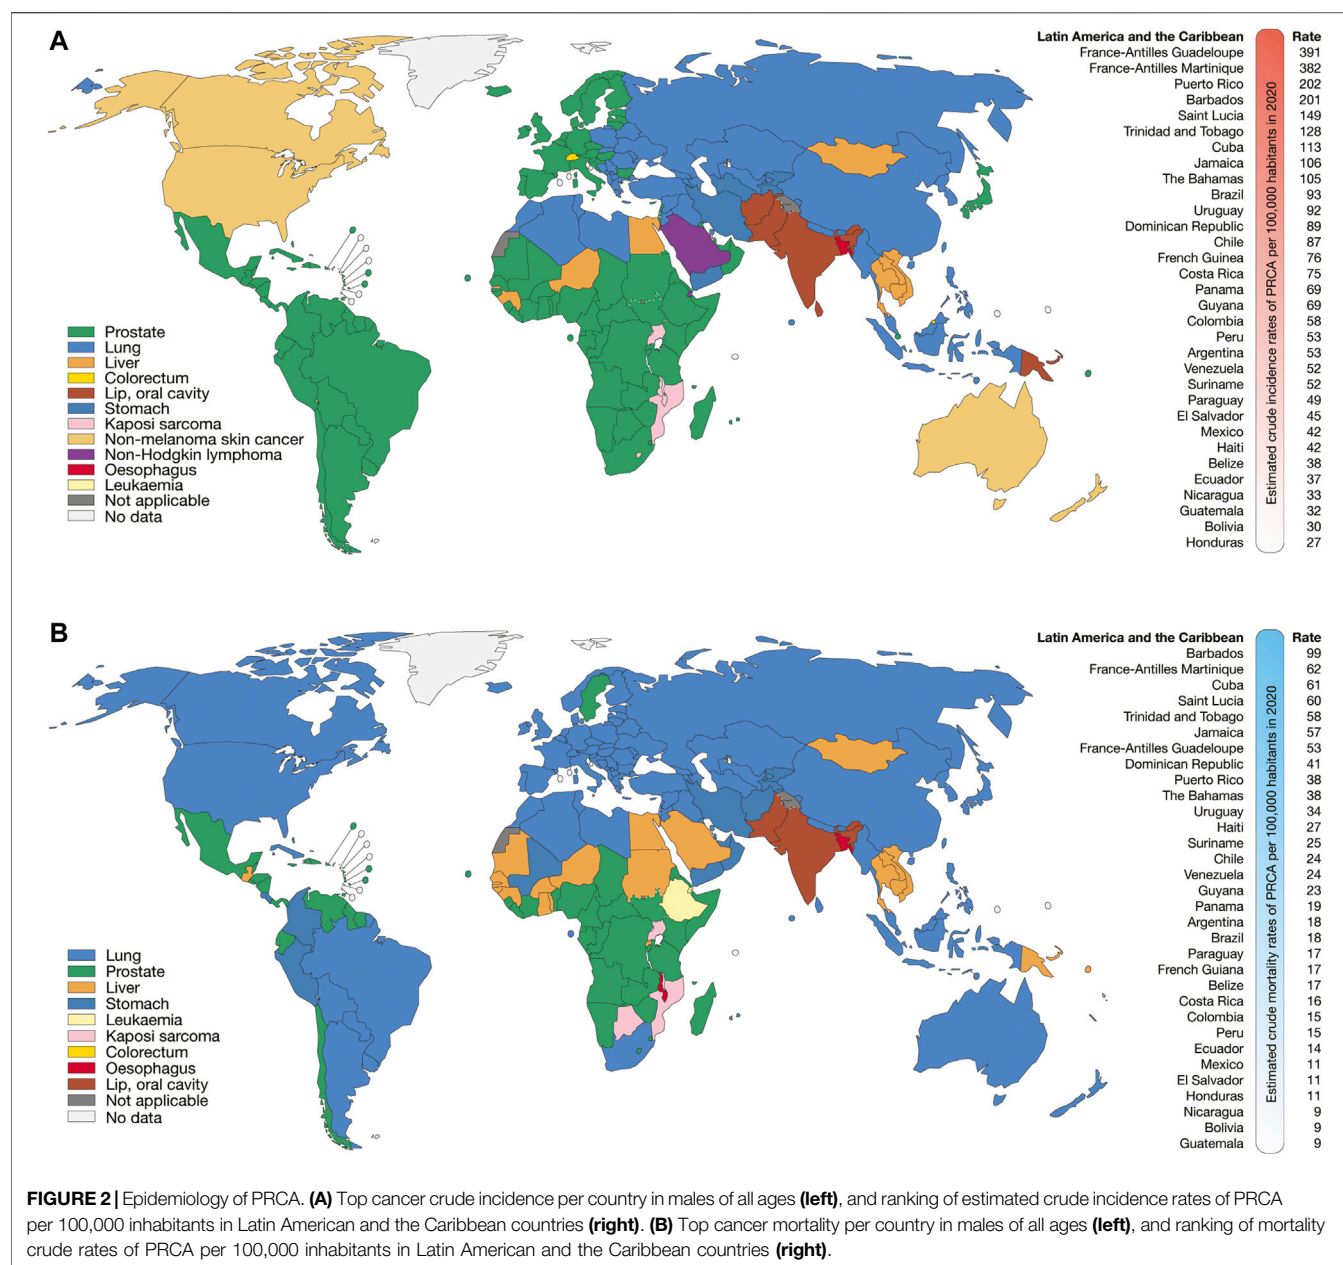 A
Latin America and the Caribbean Rate
France-Antilles Guadeloupe 391
France-Antilles Martinique 382
Puerto Rico 202
Barbados 201
Saint Lucia 149
Trinidad and Tobago 128
Cuba 113
Jamaica 106
The Bahamas 105
Brazil 93
Uruguay 92
Dominican Republic 89
Chile 87
French Guinea 76
Costa Rica 75
Panama 69
Guyana 69
Colombia 58
Peru 53
Argentina 53
Venezuela 52
Suriname 52
Paraguay 49
El Salvador 45
Mexico 42
Haiti 42
Belize 38
Ecuador 37
Nicaragua 33
Guatemala 32
Bolivia 30
Honduras 27
Estimated crude incidence rates of PRCA per 100,000 habitants in 2020
Prostate
Lung
Liver
Colorectum
Lip, oral cavity
Stomach
Kaposi sarcoma
Non-melanoma skin cancer
Non-Hodgkin lymphoma
Oesophagus
Leukaemia
Not applicable
No data
B
Latin America and the Caribbean Rate
Barbados 99
France-Antilles Martinique 62
Cuba 61
Saint Lucia 60
Trinidad and Tobago 58
Jamaica 57
France-Antilles Guadeloupe 53
Dominican Republic 41
Puerto Rico 38
The Bahamas 38
Uruguay 34
Haiti 27
Suriname 25
Chile 24
Venezuela 24
Guyana 23
Panama 19
Argentina 18
Brazil 18
Paraguay 17
French Guiana 17
Belize 17
Costa Rica 16
Colombia 15
Peru 15
Ecuador 14
Mexico 11
El Salvador 11
Honduras 11
Nicaragua 9
Bolivia 9
Guatemala 9
Estimated crude mortality rates of PRCA per 100,000 habitants in 2020
Lung
Prostate
Liver
Stomach
Leukaemia
Kaposi sarcoma
Colorectum
Oesophagus
Lip, oral cavity
Not applicable
No data
FIGURE 2 | Epidemiology of PRCA. (A) Top cancer crude incidence per country in males of all ages (left), and ranking of estimated crude incidence rates of PRCA
per 100,000 inhabitants in Latin American and the Caribbean countries (right). (B) Top cancer mortality per country in males of all ages (left), and ranking of mortality
crude rates of PRCA per 100,000 inhabitants in Latin American and the Caribbean countries (right).